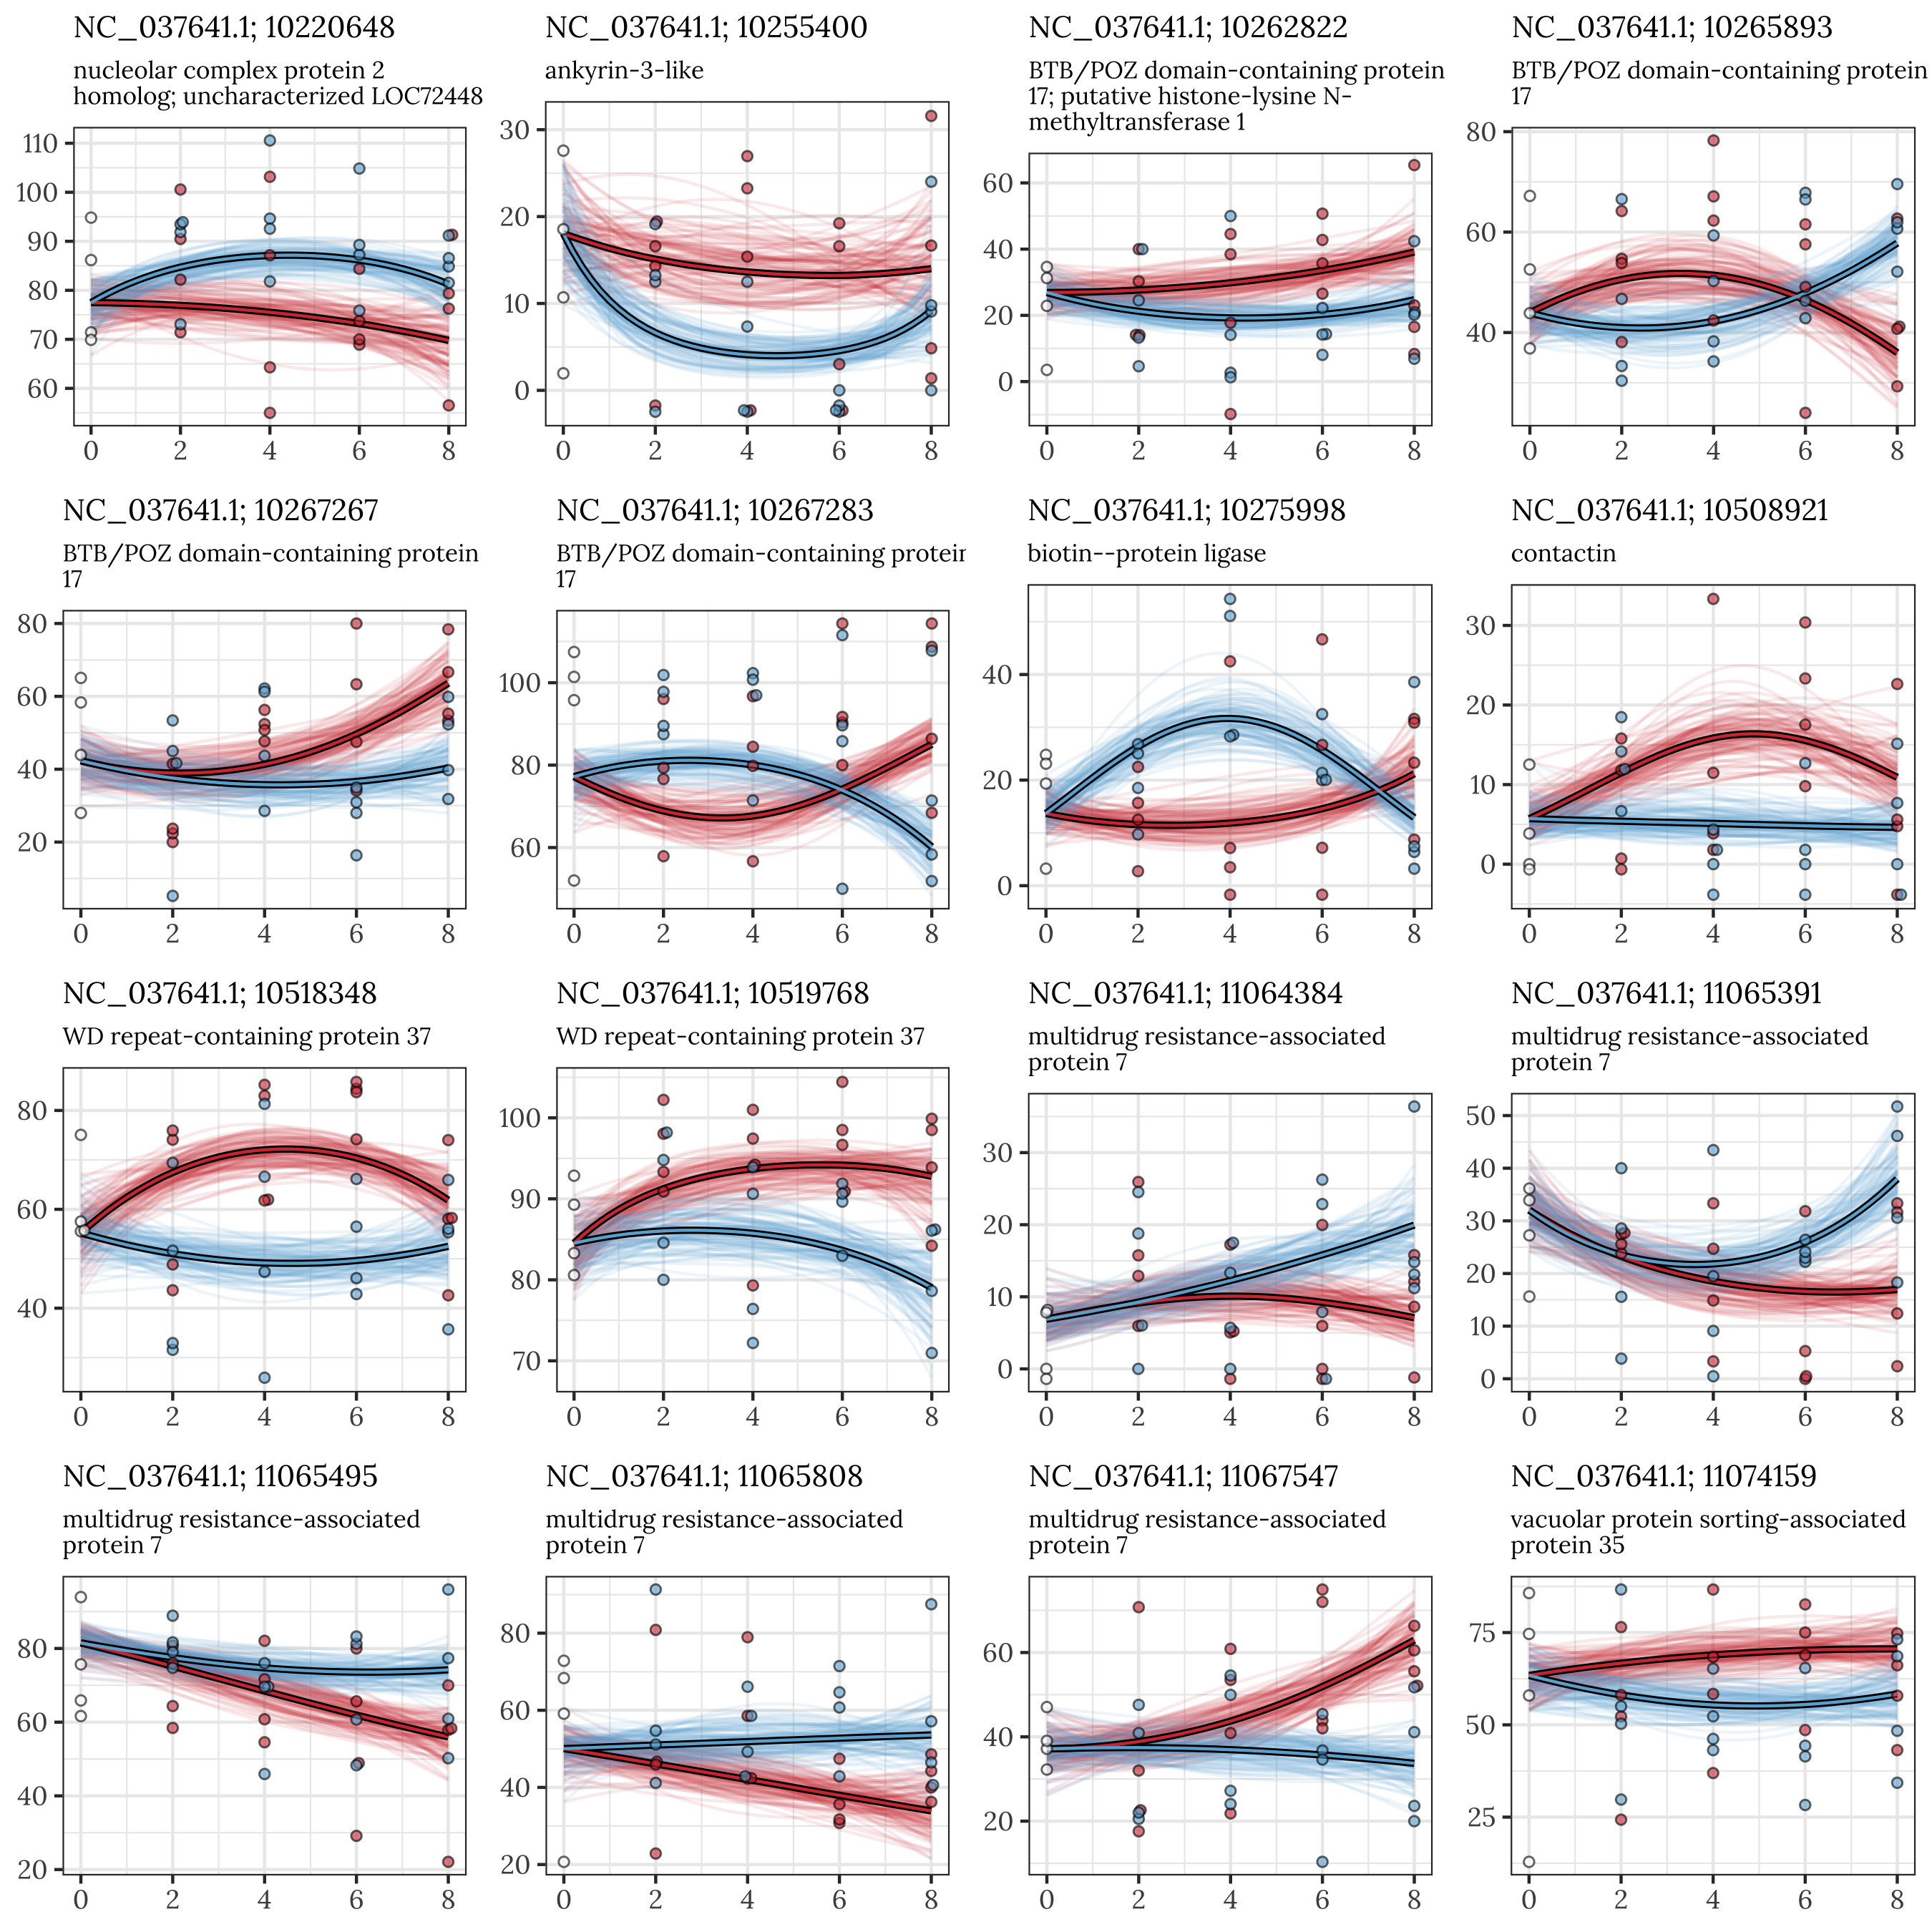 NC_037641.1; 10220648
nucleolar complex protein 2
homolog; uncharacterized LOC72448
110
100
90
80
70
60
0 2 4 6 8
NC_037641.1; 10255400
ankyrin-3-like
30
20
10
0
0 2 4 6 8
NC_037641.1; 10262822
BTB/POZ domain-containing protein
17; putative histone-lysine N-
methyltransferase 1
60
40
20
0
0 2 4 6 8
NC_037641.1; 10265893
BTB/POZ domain-containing protein
17
80
60
40
0 2 4 6 8
NC_037641.1; 10267267
BTB/POZ domain-containing protein
17
80
60
40
20
0 2 4 6 8
NC_037641.1; 10267283
BTB/POZ domain-containing protein
17
100
80
60
0 2 4 6 8
NC_037641.1; 10275998
biotin--protein ligase
40
20
0
0 2 4 6 8
NC_037641.1; 10508921
contactin
30
20
10
0
0 2 4 6 8
NC_037641.1; 10518348
WD repeat-containing protein 37
80
60
40
0 2 4 6 8
NC_037641.1; 10519768
WD repeat-containing protein 37
100
90
80
70
0 2 4 6 8
NC_037641.1; 11064384
multidrug resistance-associated
protein 7
30
20
10
0
0 2 4 6 8
NC_037641.1; 11065391
multidrug resistance-associated
protein 7
50
40
30
20
10
0
0 2 4 6 8
NC_037641.1; 11065495
multidrug resistance-associated
protein 7
80
60
40
20
0 2 4 6 8
NC_037641.1; 11065808
multidrug resistance-associated
protein 7
80
60
40
20
0 2 4 6 8
NC_037641.1; 11067547
multidrug resistance-associated
protein 7
60
40
20
0 2 4 6 8
NC_037641.1; 11074159
vacuolar protein sorting-associated
protein 35
75
50
25
0 2 4 6 8